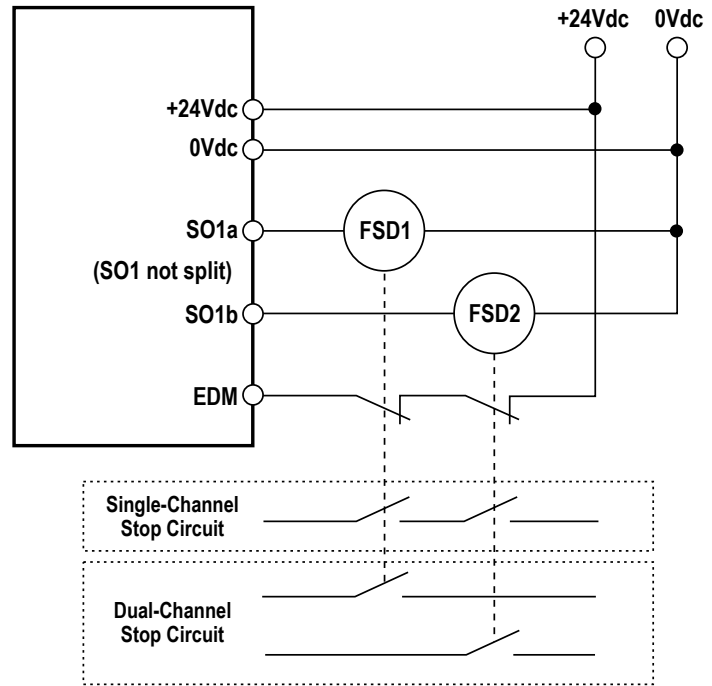 +24Vdc 0Vdc
+24Vdc
0Vdc
SO1a FSD1
(SO1 not split)
SO1b FSD2
EDM
Single-Channel
Stop Circuit
Dual-Channel
Stop Circuit